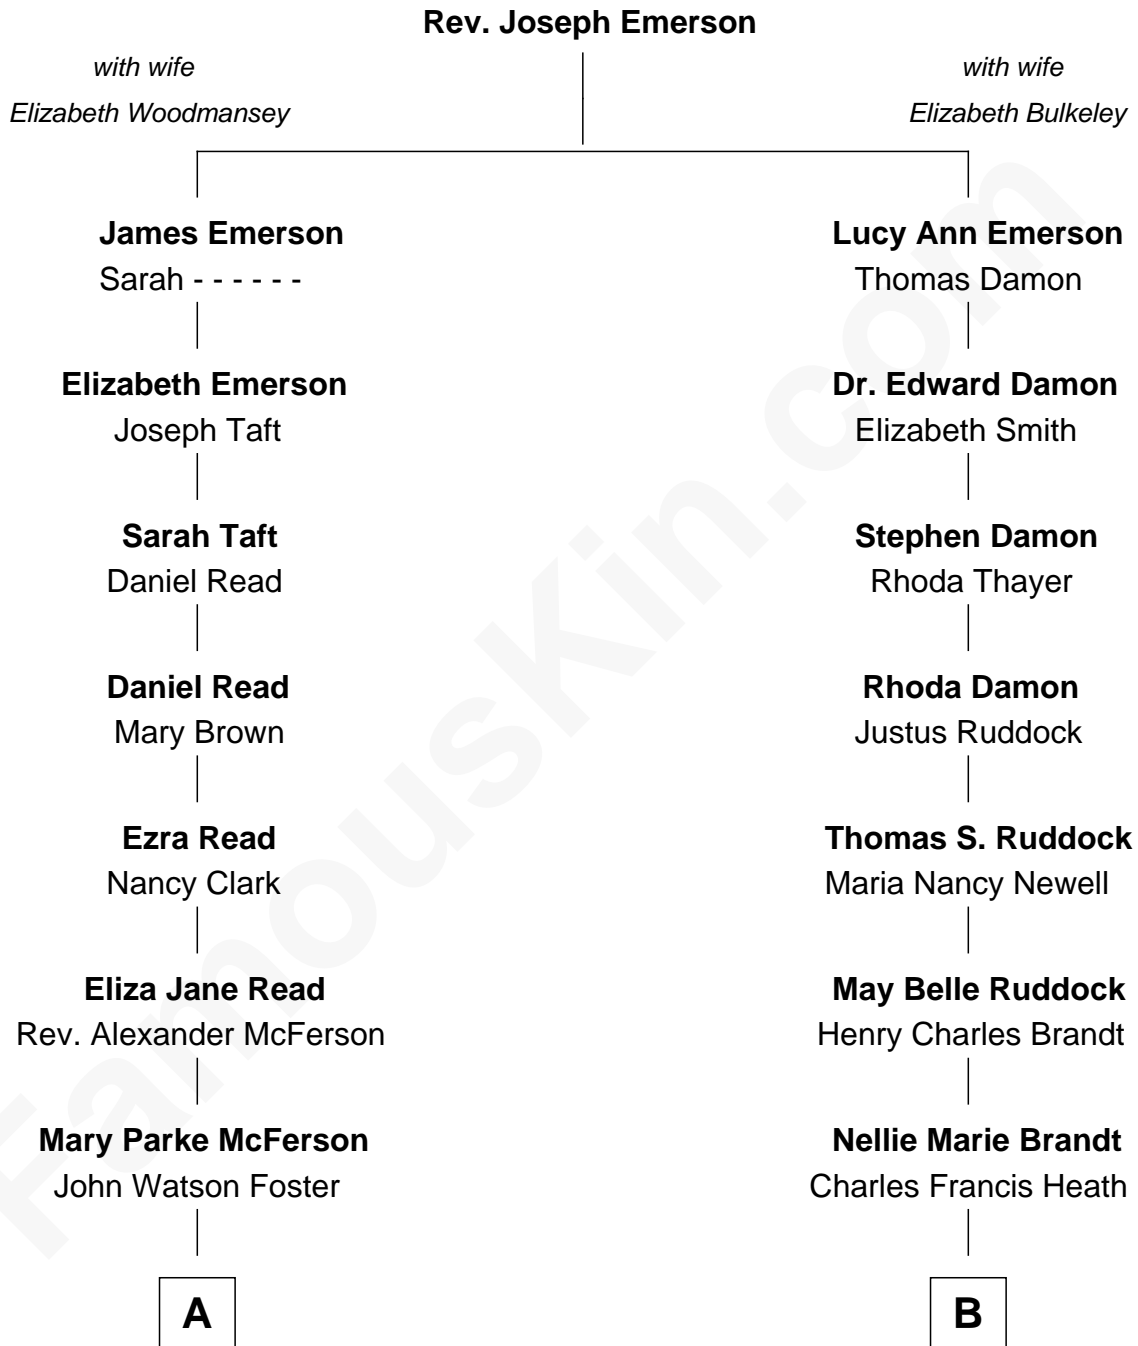 Rev. Joseph Emerson
with wife
Elizabeth Woodmansey
with wife
Elizabeth Bulkeley
James Emerson
Sarah - - - - - -
Lucy Ann Emerson
Thomas Damon
Elizabeth Emerson
Joseph Taft
Dr. Edward Damon
Elizabeth Smith
Sarah Taft
Daniel Read
Stephen Damon
Rhoda Thayer
Daniel Read
Mary Brown
Rhoda Damon
Justus Ruddock
Ezra Read
Nancy Clark
Thomas S. Ruddock
Maria Nancy Newell
Eliza Jane Read
Rev. Alexander McFerson
May Belle Ruddock
Henry Charles Brandt
Mary Parke McFerson
John Watson Foster
Nellie Marie Brandt
Charles Francis Heath
A
B
FamousKin.com